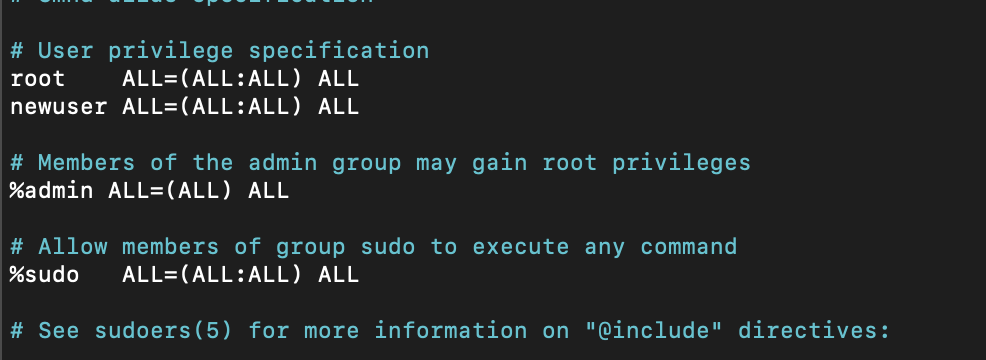 # User privilege specification
root    ALL=(ALL:ALL) ALL
newuser ALL=(ALL:ALL) ALL
# Members of the admin group may gain root privileges
%admin ALL=(ALL) ALL
# Allow members of group sudo to execute any command
%sudo   ALL=(ALL:ALL) ALL
# See sudoers(5) for more information on "@include" directives: